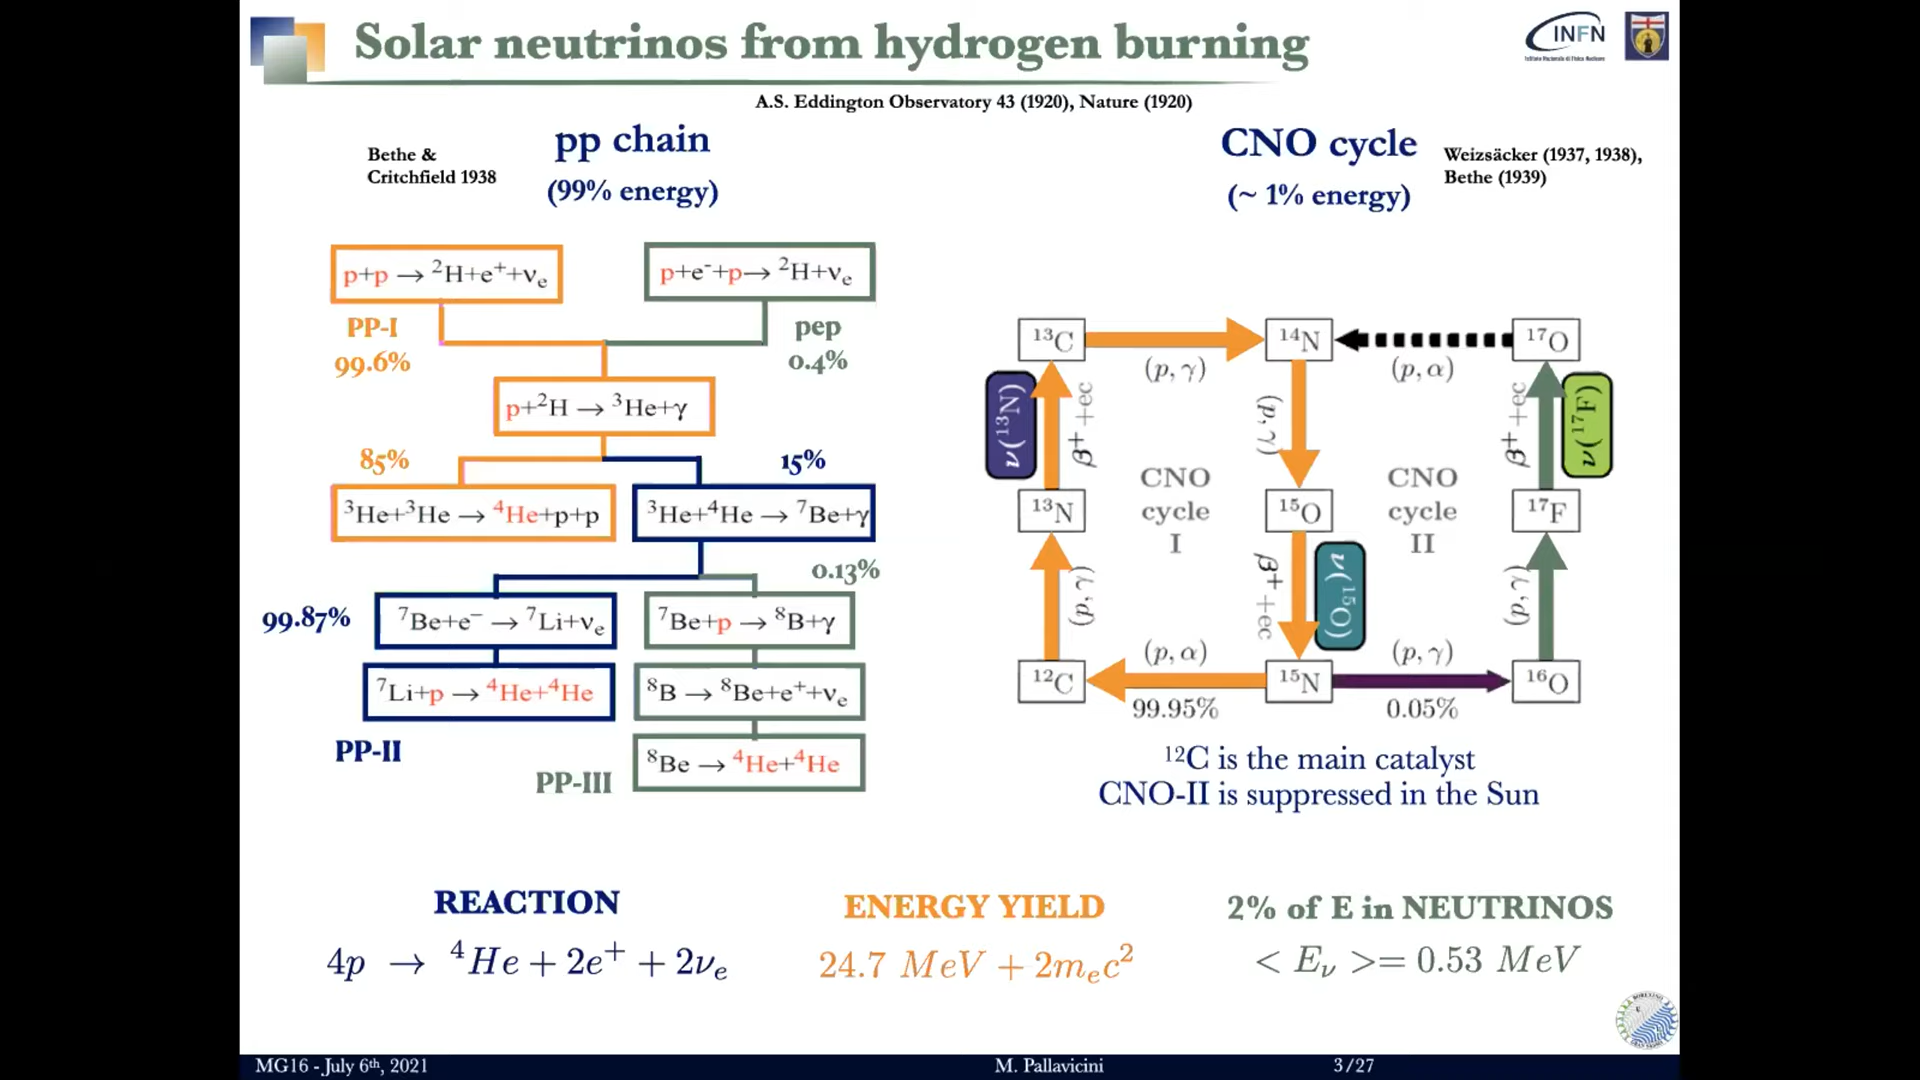 Solar neutrinos from hydrogen burning
INFN
Istituto Nazionale di Fisica Nucleare
A.S. Eddington Observatory 43 (1920), Nature (1920)
Bethe &
Critchfield 1938
pp chain
(99% energy)
CNO cycle
(~ 1% energy)
Weizsäcker (1937, 1938),
Bethe (1939)
p+p → ²H+e⁺+νₑ
p+e⁻+p→ ²H+νₑ
PP-I
99.6%
pep
0.4%
p+²H → ³He+γ
85%
15%
³He+³He → ⁴He+p+p
³He+⁴He → ⁷Be+γ
0.13%
99.87%
⁷Be+e⁻ → ⁷Li+νₑ
⁷Be+p → ⁸B+γ
⁷Li+p → ⁴He+⁴He
⁸B → ⁸Be+e⁺+νₑ
PP-II
⁸Be → ⁴He+⁴He
PP-III
¹³C
(p, γ)
¹⁴N
(p, α)
¹⁷O
ν(¹³N)
β⁺+ec
(p, γ)
β⁺+ec
ν(¹⁷F)
CNO
cycle
I
CNO
cycle
II
¹³N
¹⁵O
¹⁷F
(p, γ)
β⁺+ec
ν(¹⁵O)
(p, γ)
¹²C
(p, α)
99.95%
¹⁵N
(p, γ)
0.05%
¹⁶O
¹²C is the main catalyst
CNO-II is suppressed in the Sun
REACTION
4p → ⁴He + 2e⁺ + 2νₑ
ENERGY YIELD
24.7 MeV + 2mₑc²
2% of E in NEUTRINOS
< Eᵥ >= 0.53 MeV
MG16 - July 6th, 2021
M. Pallavicini
3/27